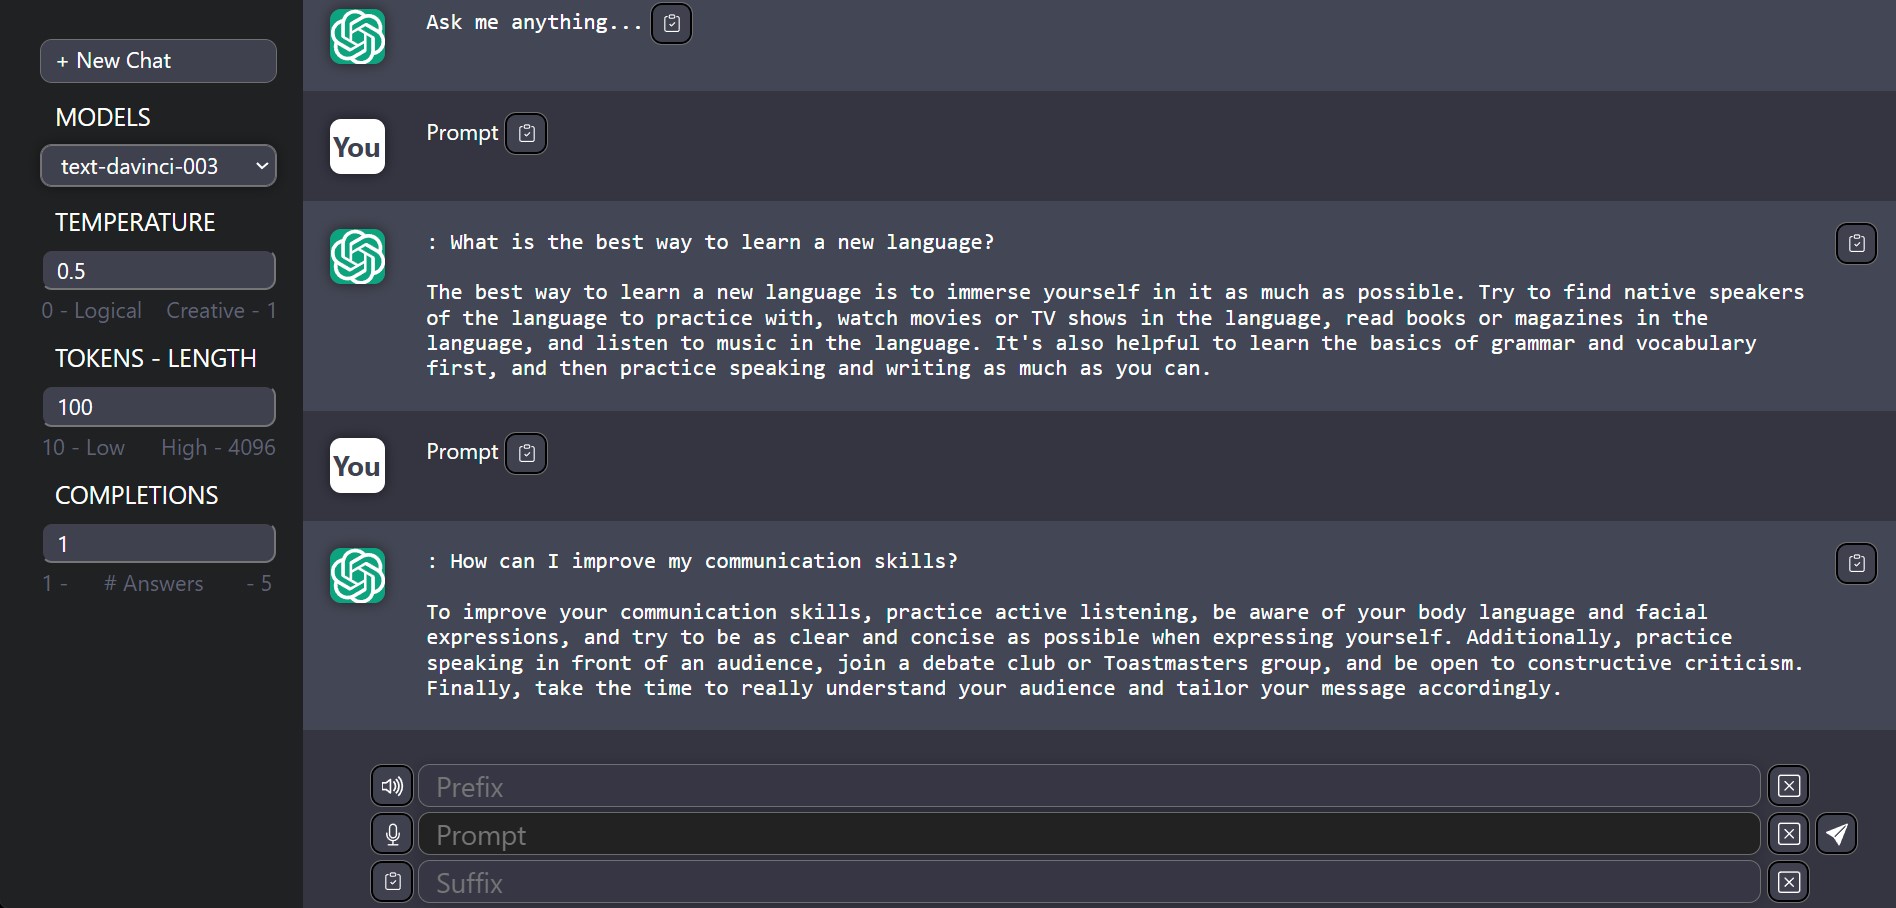 + New Chat
MODELS
text-davinci-003
TEMPERATURE
0.5
0 - Logical Creative - 1
TOKENS - LENGTH
100
10 - Low High - 4096
COMPLETIONS
1
1 - # Answers - 5
Ask me anything...
You
Prompt
: What is the best way to learn a new language?
The best way to learn a new language is to immerse yourself in it as much as possible. Try to find native speakers
of the language to practice with, watch movies or TV shows in the language, read books or magazines in the
language, and listen to music in the language. It's also helpful to learn the basics of grammar and vocabulary
first, and then practice speaking and writing as much as you can.
You
Prompt
: How can I improve my communication skills?
To improve your communication skills, practice active listening, be aware of your body language and facial
expressions, and try to be as clear and concise as possible when expressing yourself. Additionally, practice
speaking in front of an audience, join a debate club or Toastmasters group, and be open to constructive criticism.
Finally, take the time to really understand your audience and tailor your message accordingly.
Prefix
Prompt
Suffix